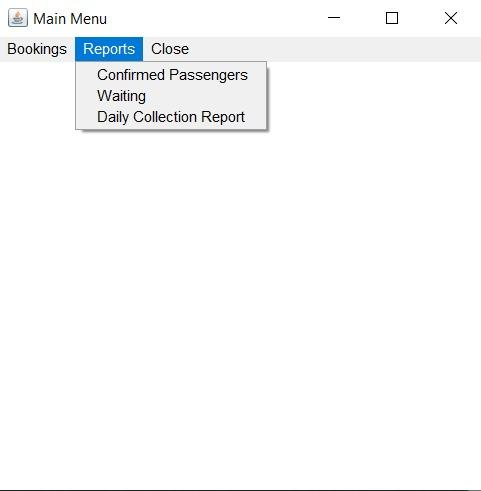 Main Menu
Bookings Reports Close
Confirmed Passengers
Waiting
Daily Collection Report